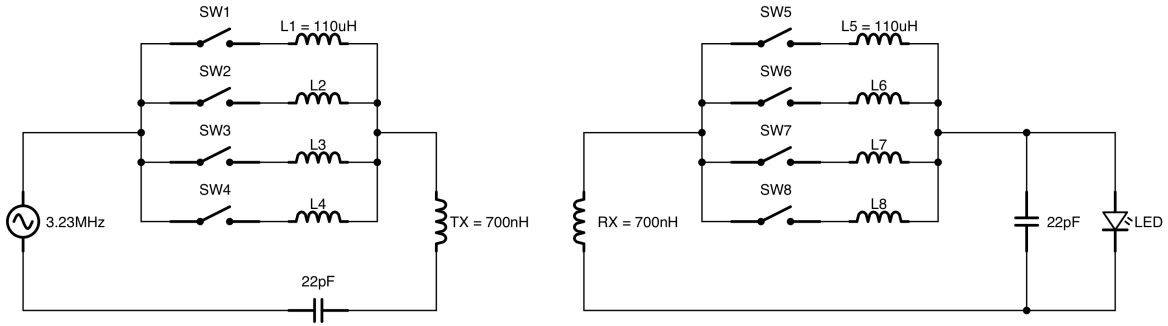 SW1
L1 = 110uH
SW2
L2
SW3
L3
SW4
L4
3.23MHz
TX = 700nH
22pF
SW5
L5 = 110uH
SW6
L6
SW7
L7
SW8
L8
RX = 700nH
22pF
LED